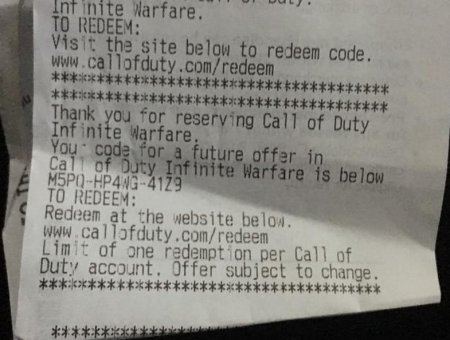 Call of Duty.
Infinite Warfare.
TO REDEEM:
Visit the site below to redeem code.
www.callofduty.com/redeem
************************************
************************************
Thank you for reserving Call of Duty
Infinite Warfare.
Your code for a future offer in
Call of Duty Infinite Warfare is below
M5PQ-HP4WG-41Z9
TO REDEEM:
Redeem at the website below.
www.callofduty.com/redeem
Limit of one redemption per Call of
Duty account. Offer subject to change.
************************************
************************************